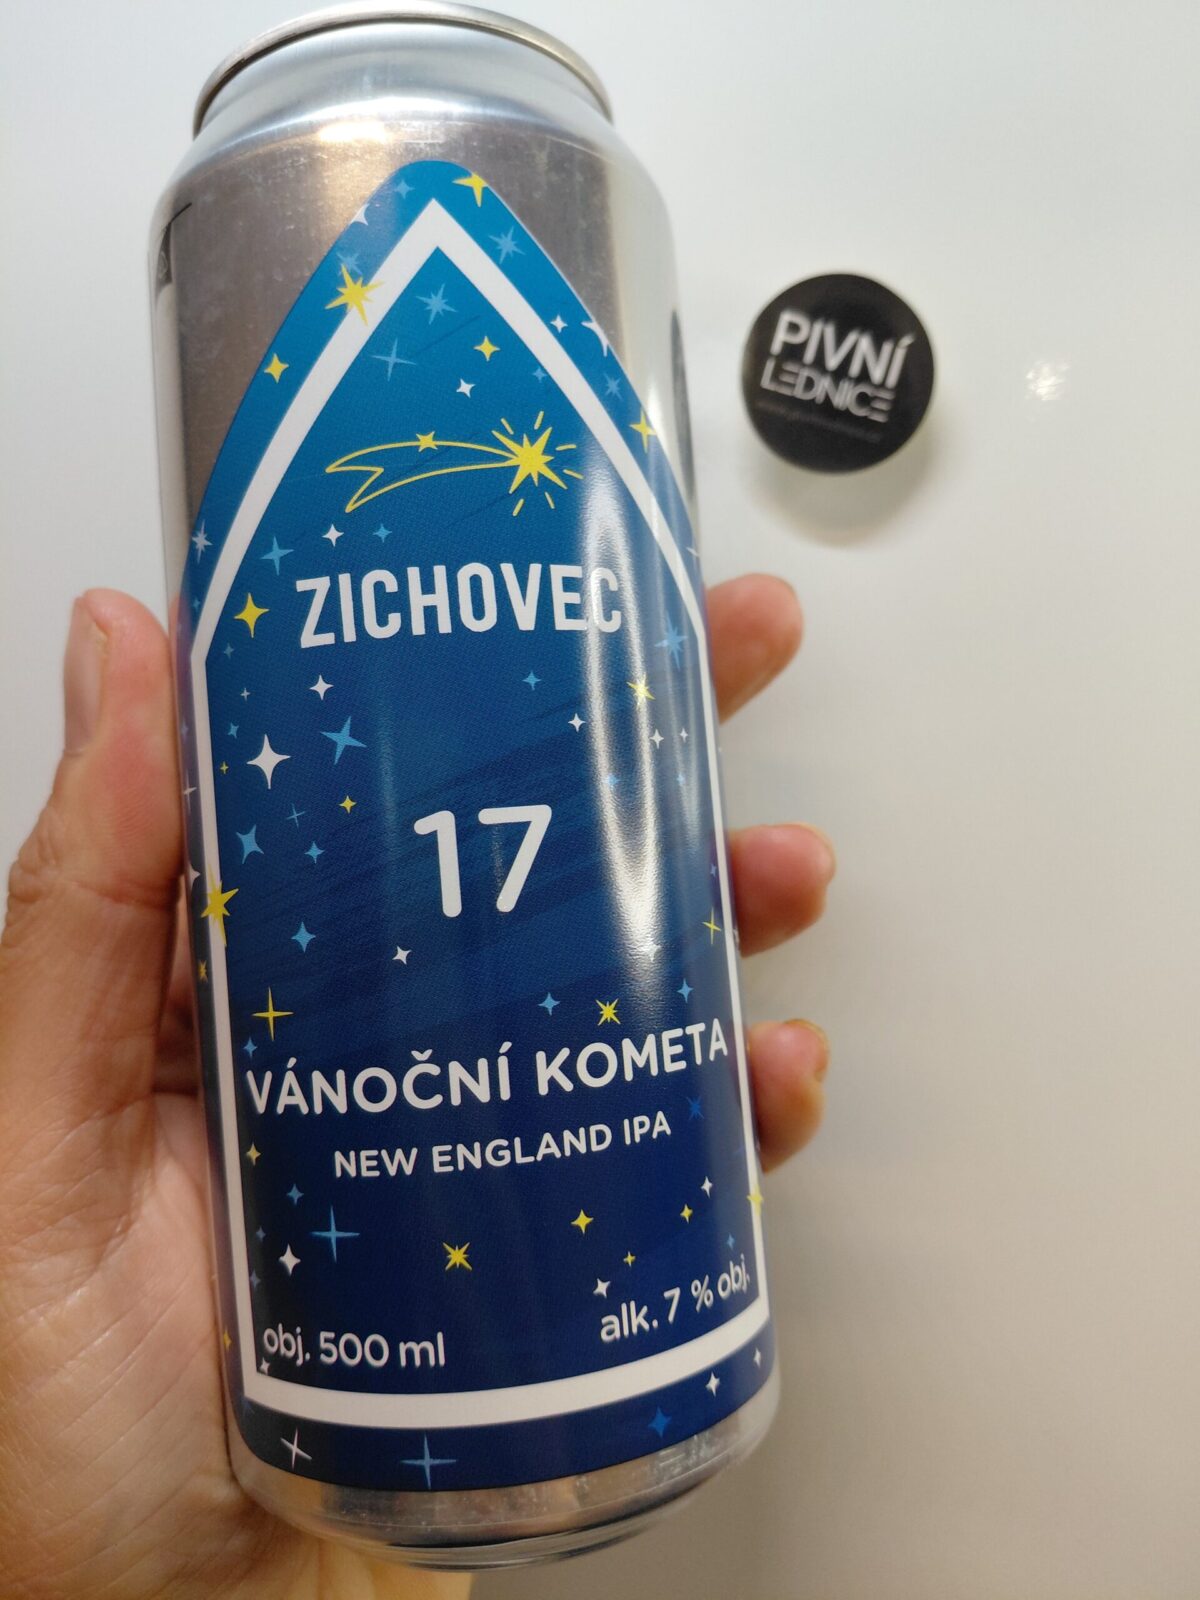 PIVNÍ
LEDNICE
ZICHOVEC
17
VÁNOČNÍ KOMETA
NEW ENGLAND IPA
obj. 500 ml
alk. 7 % obj.